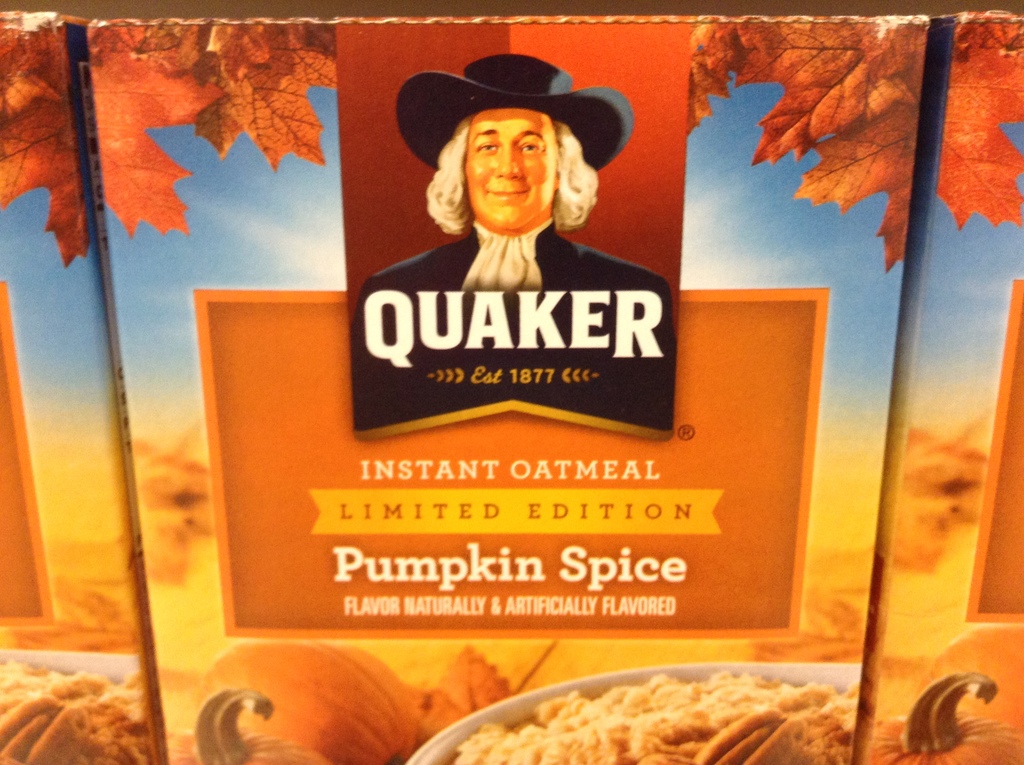 QUAKER
Est 1877
®
INSTANT OATMEAL
LIMITED EDITION
Pumpkin Spice
FLAVOR NATURALLY & ARTIFICIALLY FLAVORED